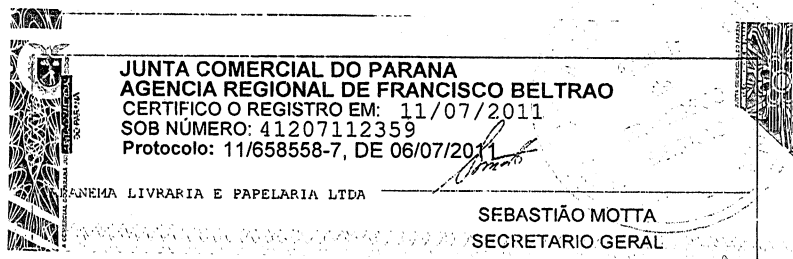 JUNTA COMERCIAL DO PARANA
AGENCIA REGIONAL DE FRANCISCO BELTRAO
CERTIFICO O REGISTRO EM: 11/07/2011
SOB NÚMERO: 41207112359
Protocolo: 11/658558-7, DE 06/07/2011
ANEMA LIVRARIA E PAPELARIA LTDA
SEBASTIÃO MOTTA
SECRETARIO GERAL